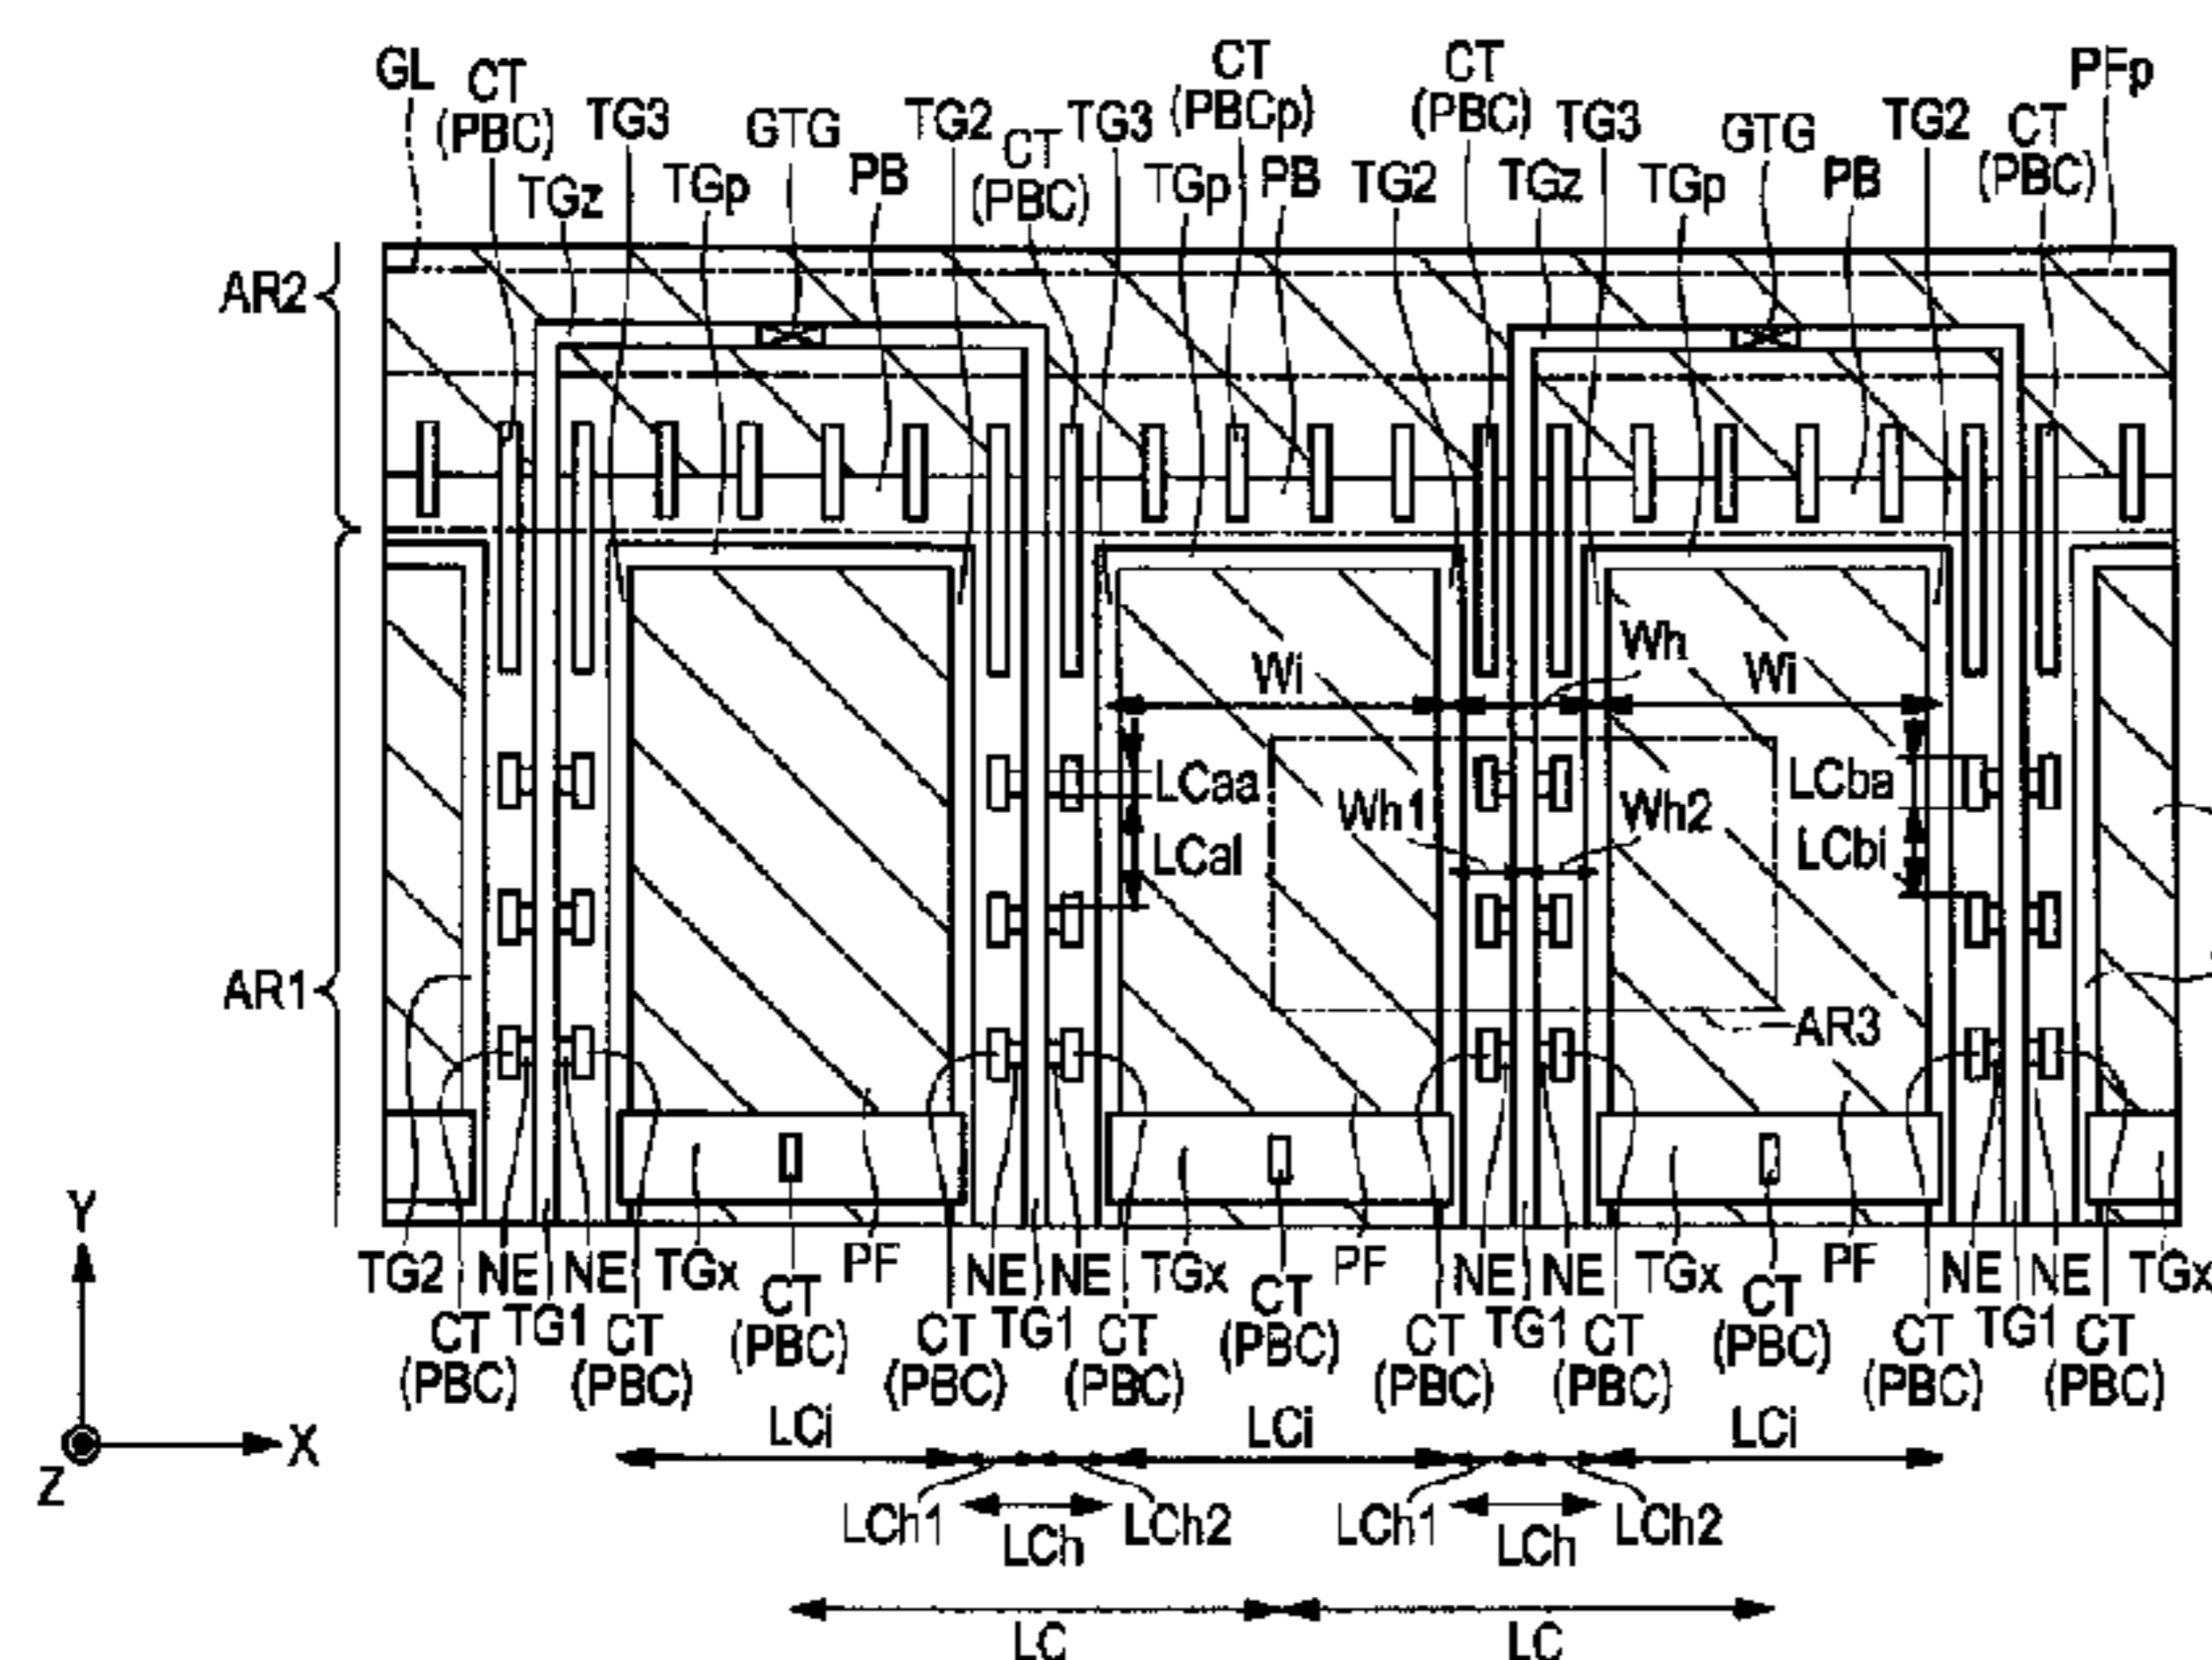 GL
CT
(PBC)
TGz
TG3
TGp
GTG
PB
TG2
CT
(PBC)
TG3
TGp
CT
(PBCp)
PB
TG2
CT
(PBC)
TGz
TG3
TGp
GTG
PB
TG2
CT
(PBC)
PFp
AR2
AR1
Wi
Wh
Wi
LCaa
LCal
Wh1
Wh2
LCba
LCbi
AR3
Y
X
Z
TG2
NE
NE
TGx
PF
NE
NE
TGx
PF
NE
NE
TGx
PF
NE
NE
TGx
CT
(PBC)
TG1
CT
(PBC)
CT
(PBC)
CT
(PBC)
TG1
CT
(PBC)
CT
(PBC)
CT
(PBC)
TG1
CT
(PBC)
CT
(PBC)
CT
(PBC)
TG1
CT
(PBC)
LCi
LCi
LCi
LCh1
LCh
LCh2
LCh1
LCh
LCh2
LC
LC